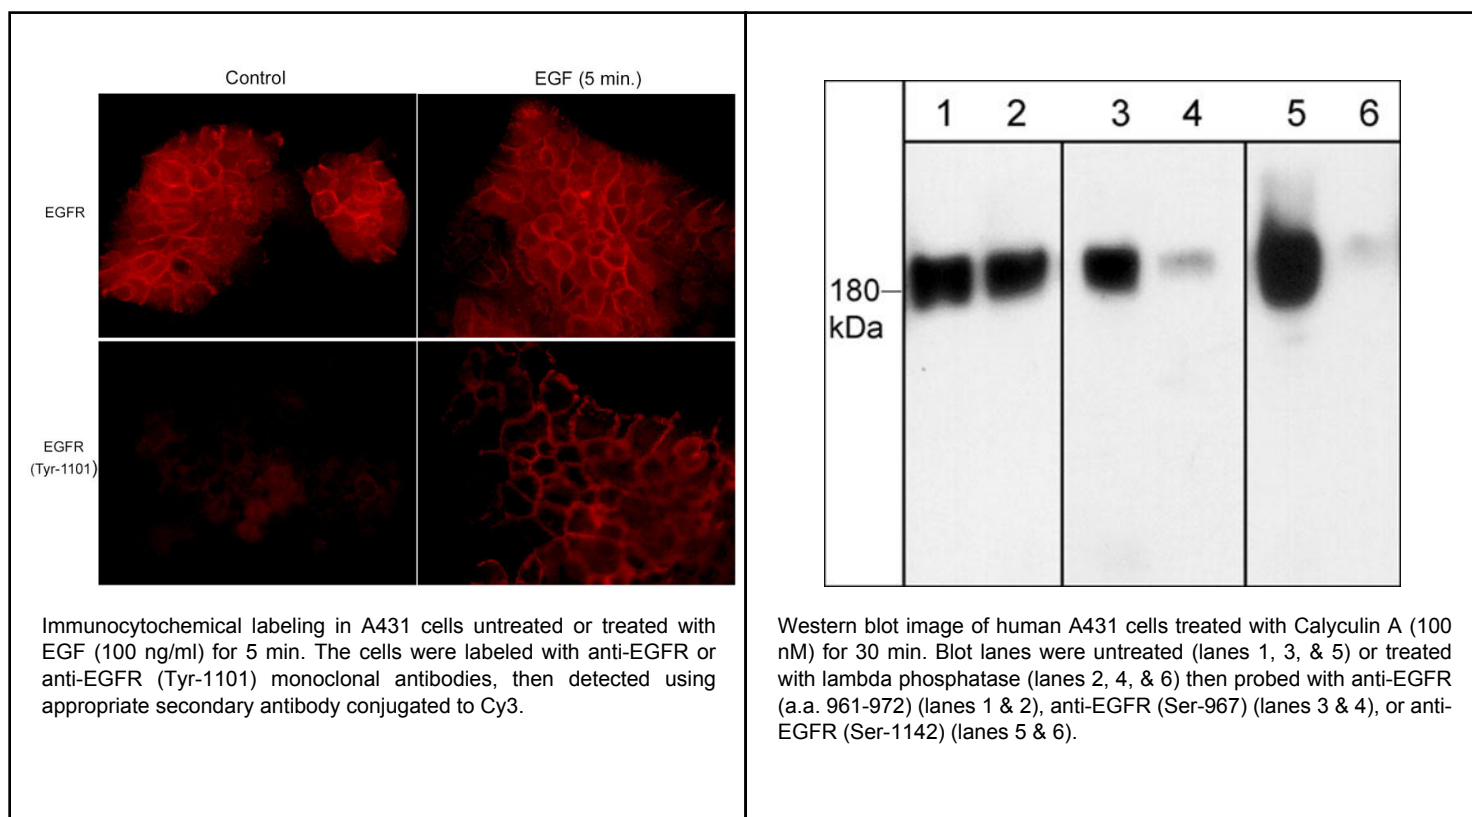 Control
EGF (5 min.)
EGFR
EGFR
(Tyr-1101)
Immunocytochemical labeling in A431 cells untreated or treated with
EGF (100 ng/ml) for 5 min. The cells were labeled with anti-EGFR or
anti-EGFR (Tyr-1101) monoclonal antibodies, then detected using
appropriate secondary antibody conjugated to Cy3.
1 2 3 4 5 6
180
kDa
Western blot image of human A431 cells treated with Calyculin A (100
nM) for 30 min. Blot lanes were untreated (lanes 1, 3, & 5) or treated
with lambda phosphatase (lanes 2, 4, & 6) then probed with anti-EGFR
(a.a. 961-972) (lanes 1 & 2), anti-EGFR (Ser-967) (lanes 3 & 4), or anti-
EGFR (Ser-1142) (lanes 5 & 6).